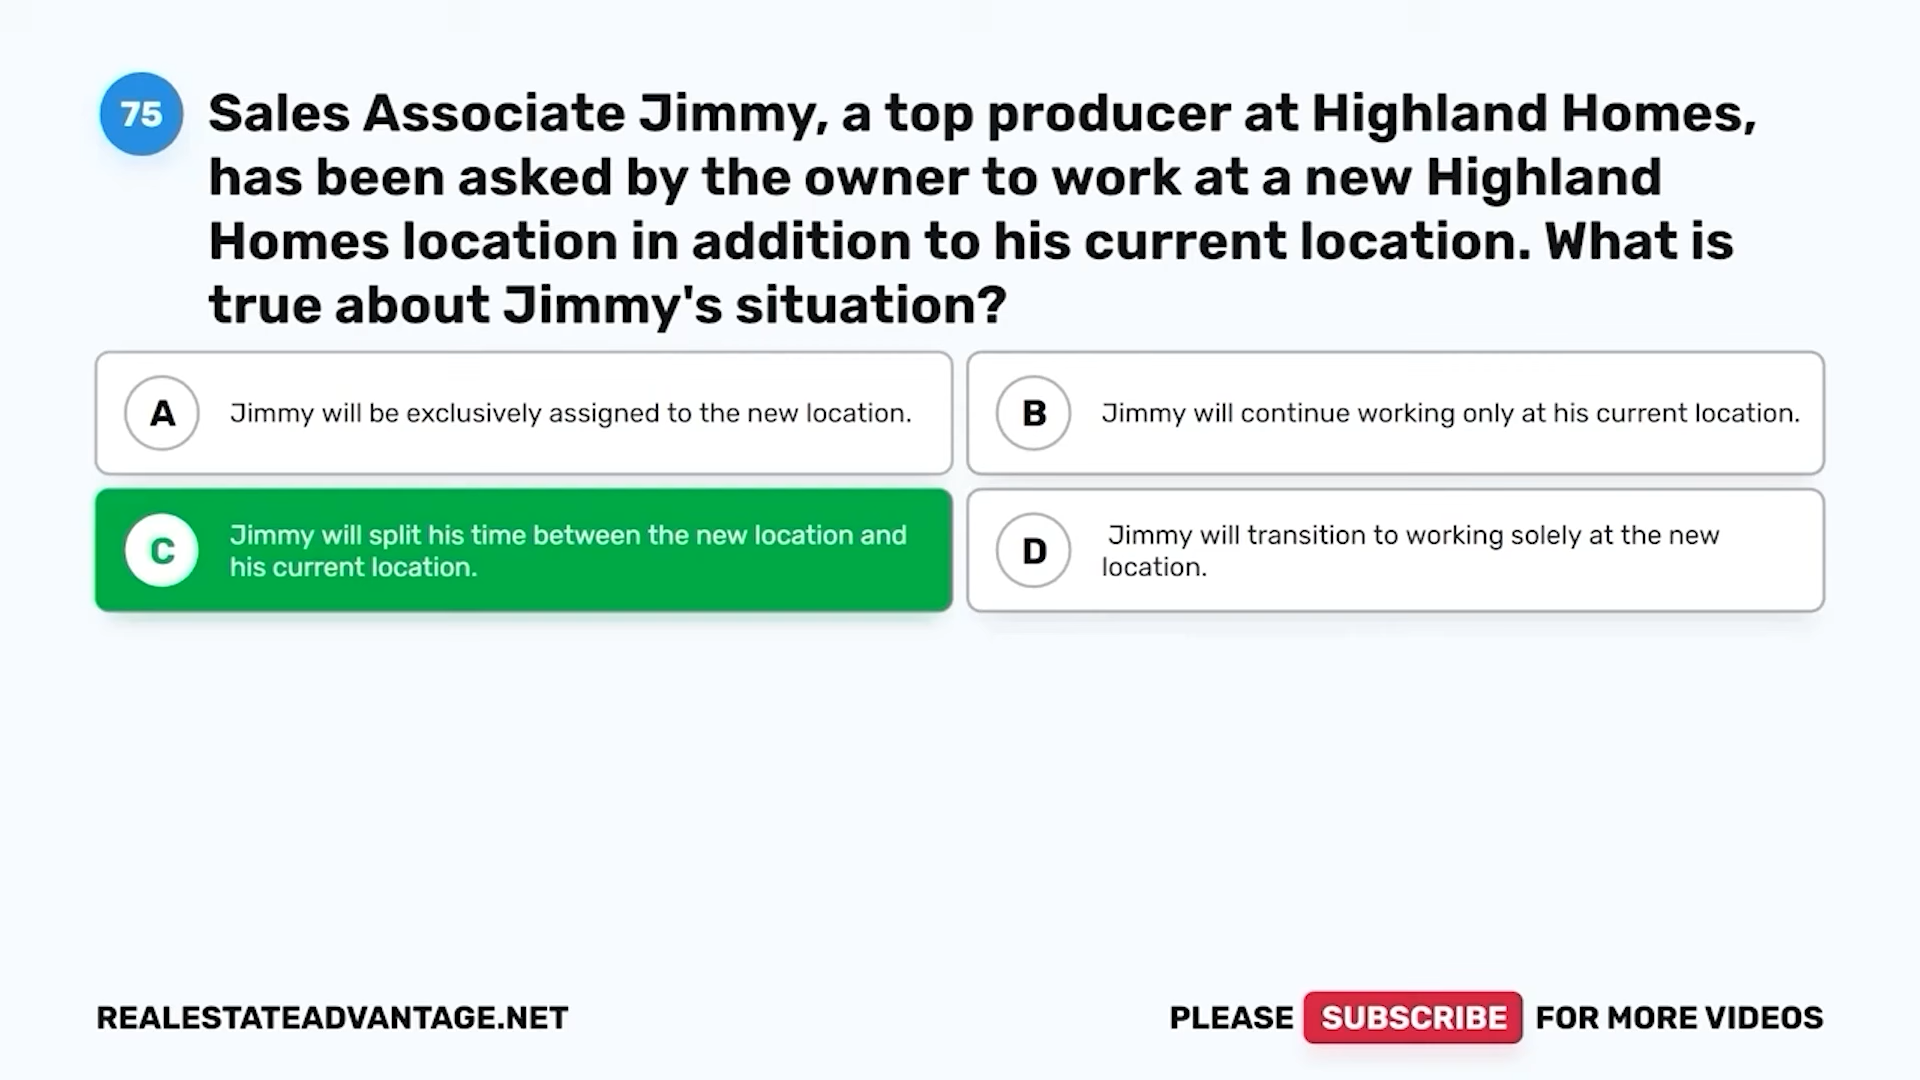 75
Sales Associate Jimmy, a top producer at Highland Homes,
has been asked by the owner to work at a new Highland
Homes location in addition to his current location. What is
true about Jimmy's situation?
A Jimmy will be exclusively assigned to the new location.
B Jimmy will continue working only at his current location.
C Jimmy will split his time between the new location and
his current location.
D Jimmy will transition to working solely at the new
location.
REALESTATEADVANTAGE.NET
PLEASE SUBSCRIBE FOR MORE VIDEOS